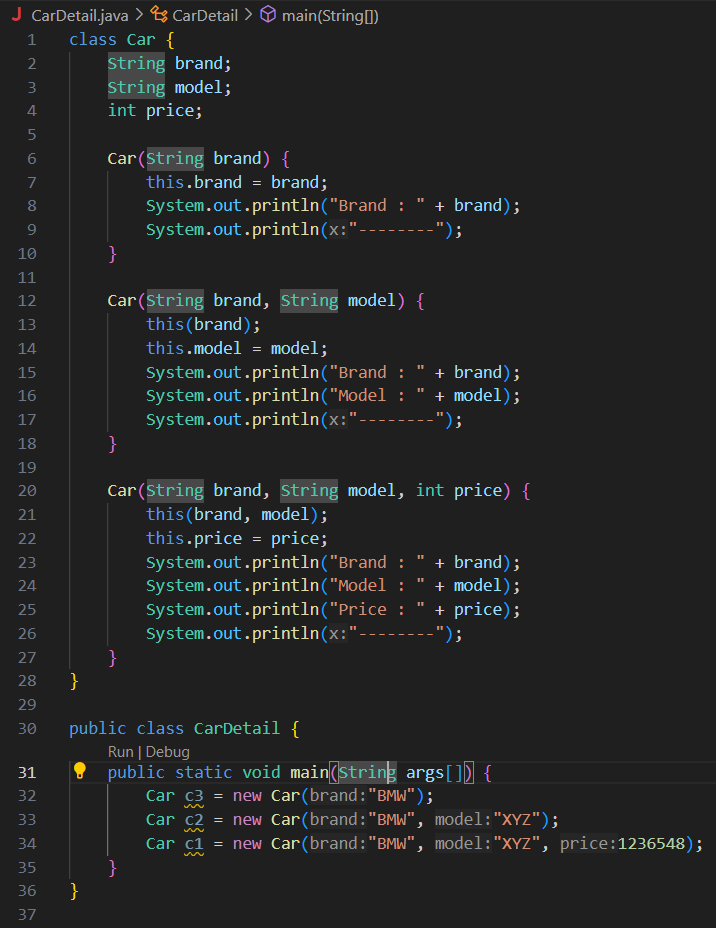 J CarDetail.java > CarDetail > main(String[])
1 class Car {
2     String brand;
3     String model;
4     int price;
5
6     Car(String brand) {
7         this.brand = brand;
8         System.out.println("Brand : " + brand);
9         System.out.println(x:"--------");
10     }
11
12     Car(String brand, String model) {
13         this(brand);
14         this.model = model;
15         System.out.println("Brand : " + brand);
16         System.out.println("Model : " + model);
17         System.out.println(x:"--------");
18     }
19
20     Car(String brand, String model, int price) {
21         this(brand, model);
22         this.price = price;
23         System.out.println("Brand : " + brand);
24         System.out.println("Model : " + model);
25         System.out.println("Price : " + price);
26         System.out.println(x:"--------");
27     }
28 }
29
30 public class CarDetail {
Run | Debug
31     public static void main(String args[]) {
32         Car c3 = new Car(brand:"BMW");
33         Car c2 = new Car(brand:"BMW", model:"XYZ");
34         Car c1 = new Car(brand:"BMW", model:"XYZ", price:1236548);
35     }
36 }
37